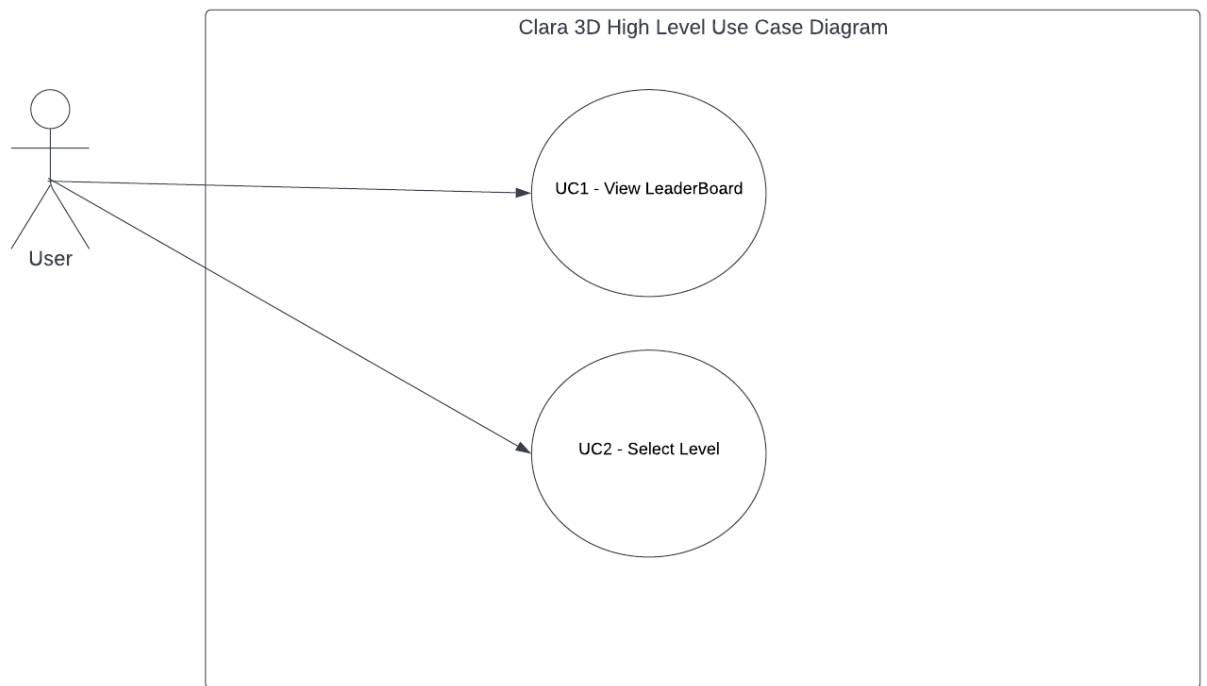 Clara 3D High Level Use Case Diagram
UC1 - View LeaderBoard
User
UC2 - Select Level